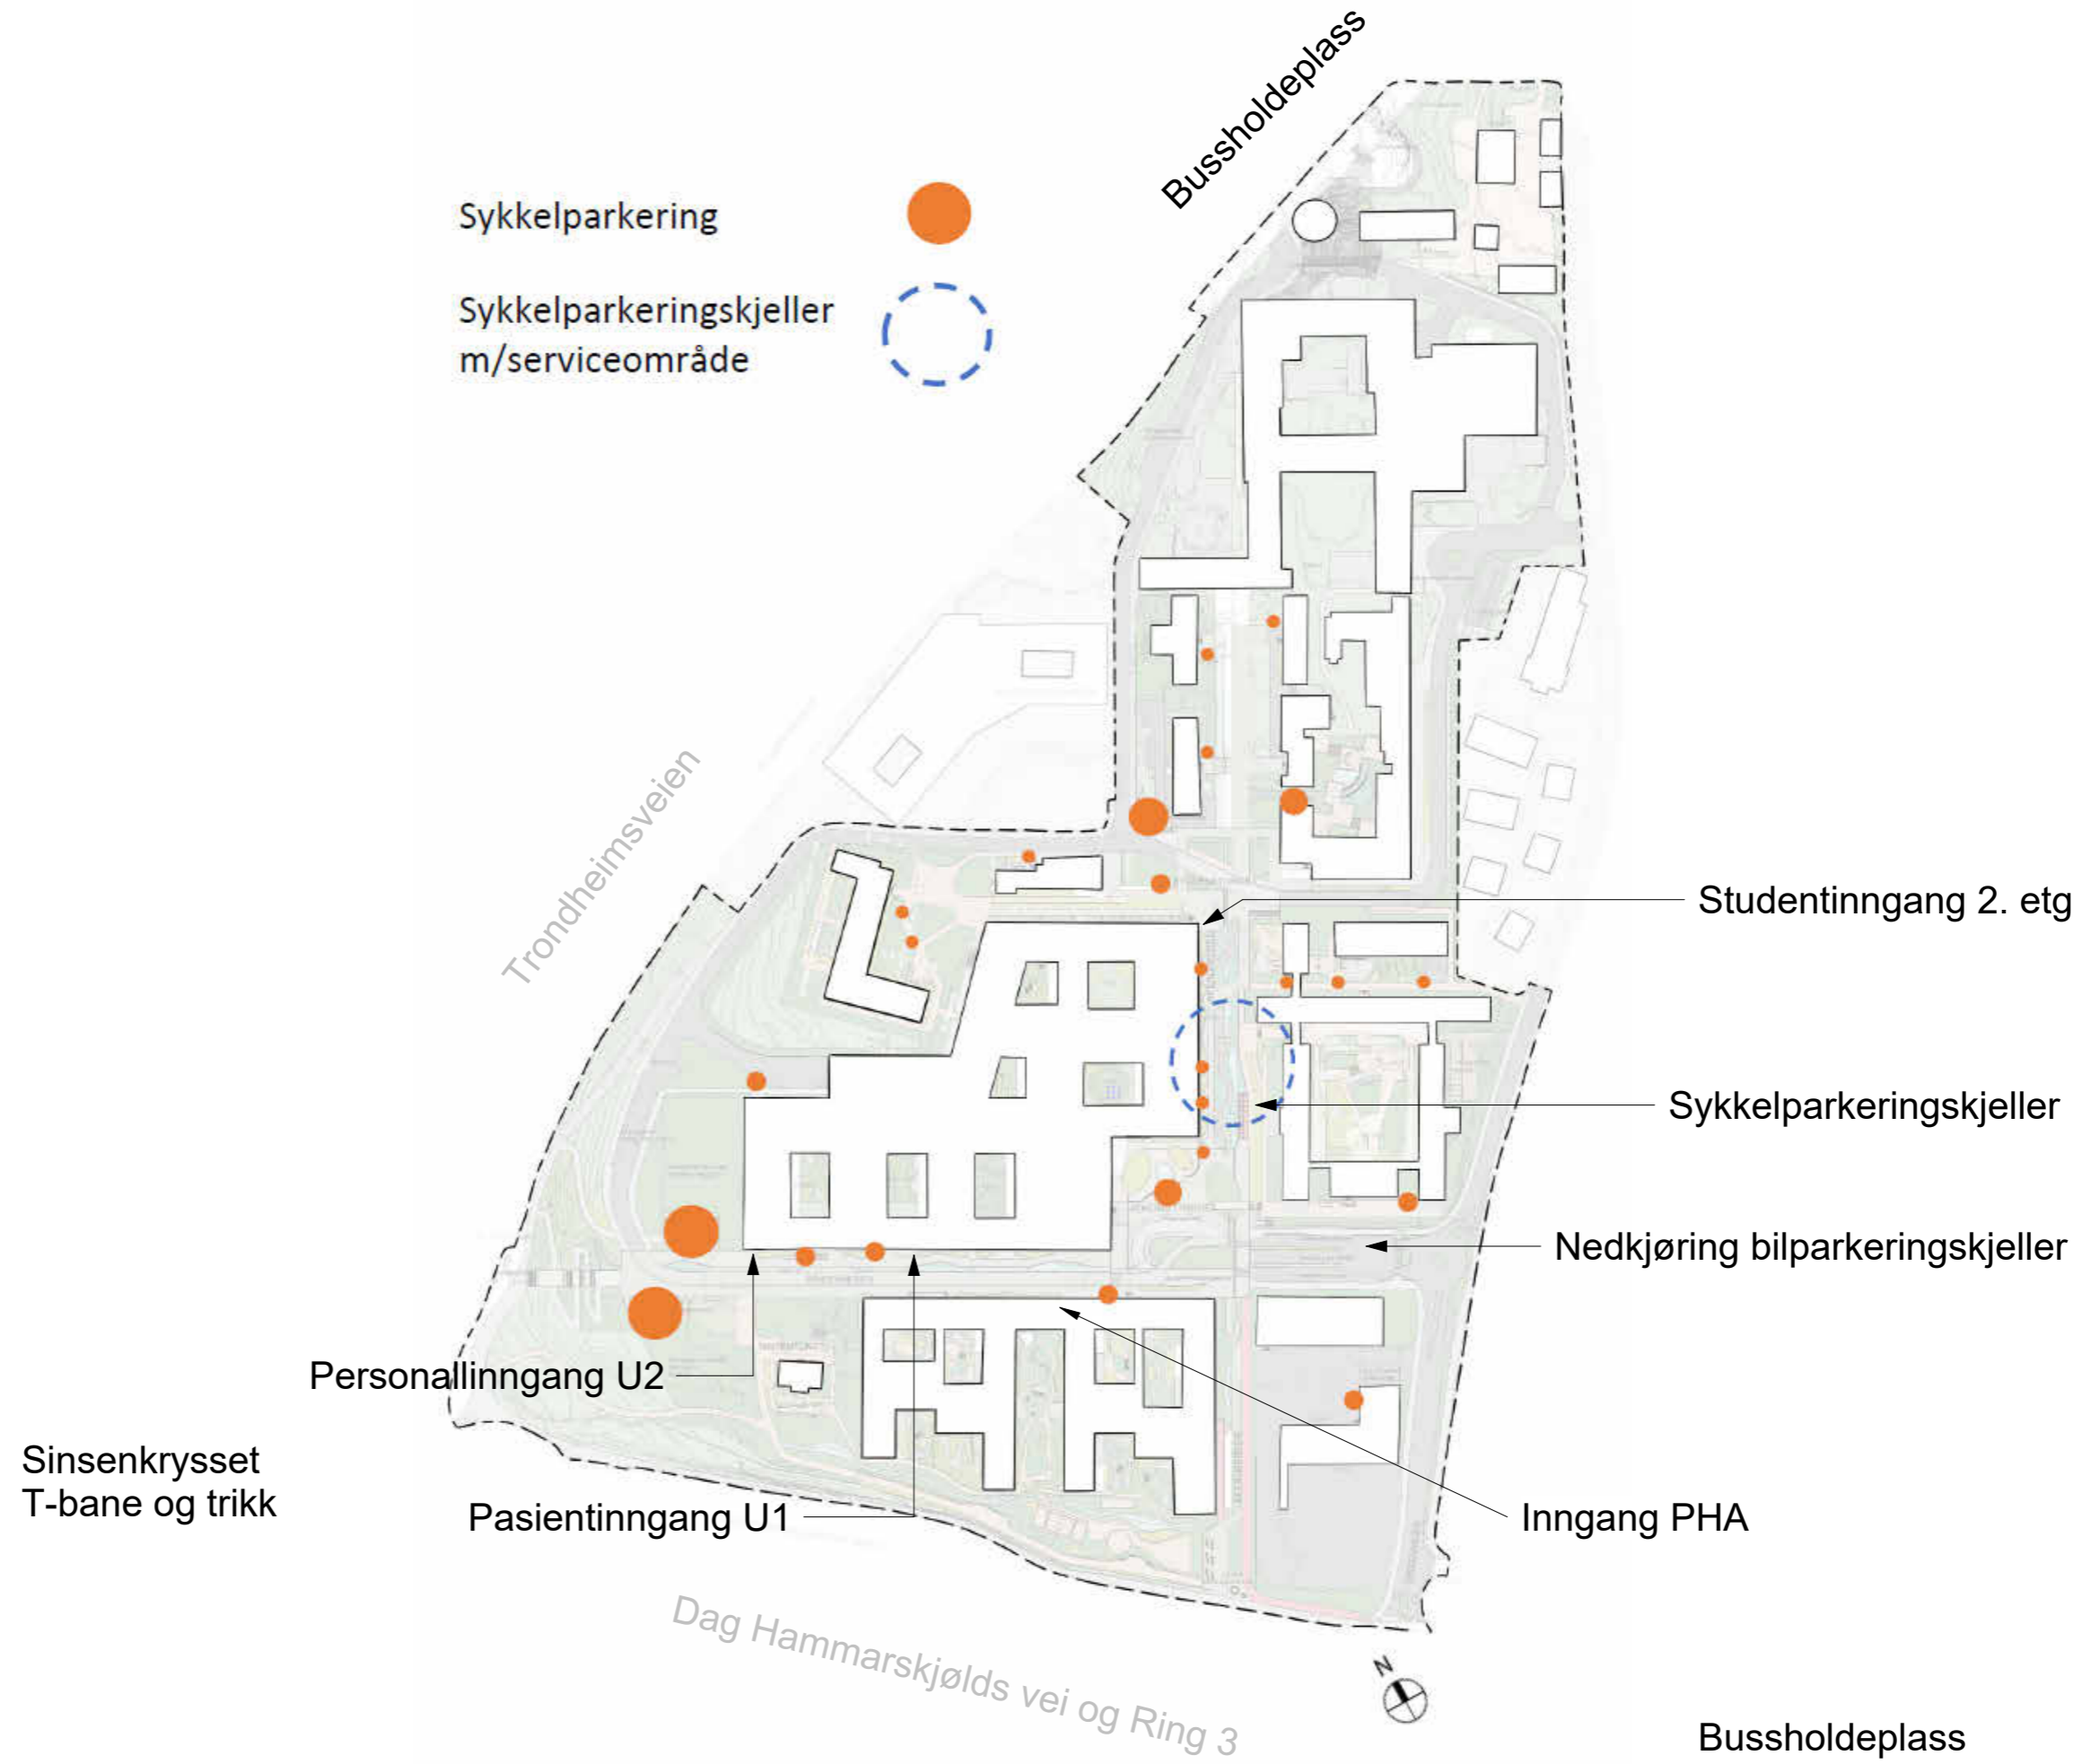 Bussholdeplass
Sykkelparkering
Sykkelparkeringskjeller
m/serviceområde
Trondheimsveien
Studentinngang 2. etg
Sykkelparkeringskjeller
Nedkjøring bilparkeringskjeller
Personallinngang U2
Sinsenkrysset
T-bane og trikk
Pasientinngang U1
Inngang PHA
Dag Hammarskjølds vei og Ring 3
N
Bussholdeplass